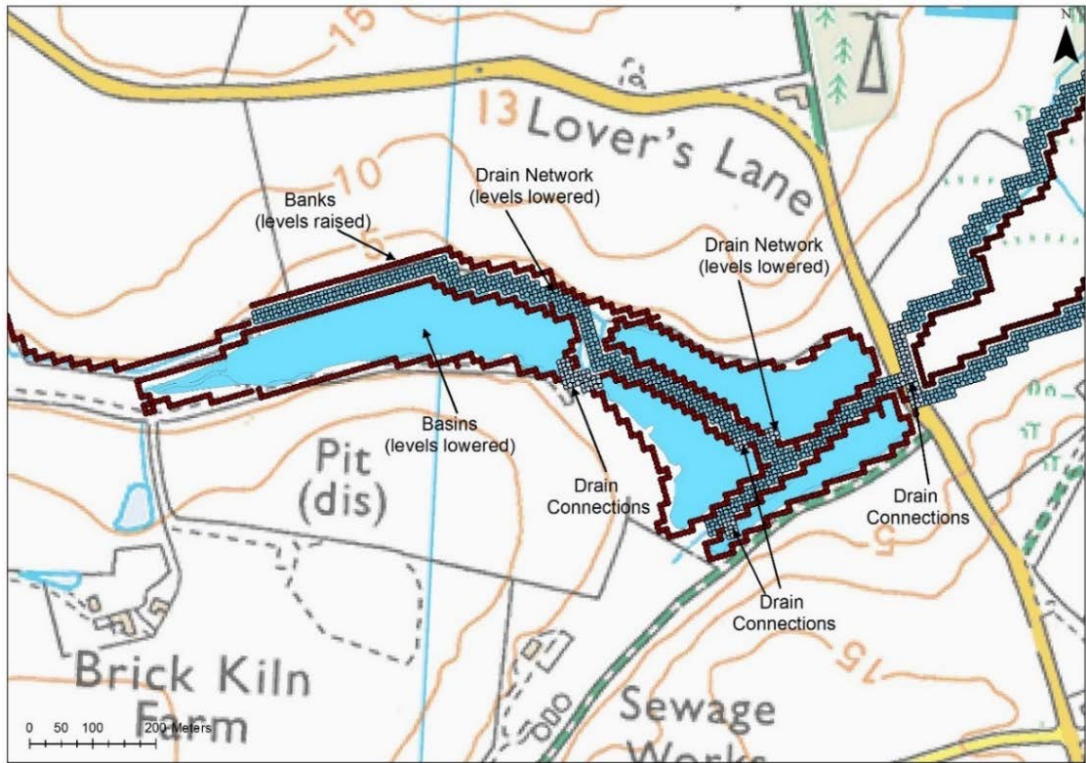 15
N
13
Lover's Lane
10
Drain Network
(levels lowered)
Banks
(levels raised)
5
Drain Network
(levels lowered)
Basins
(levels lowered)
Pit
(dis)
Drain
Connections
Drain
Connections
5
Drain
Connections
15
Brick Kiln
Farm
Sewage
Works
0 50 100 200 Meters